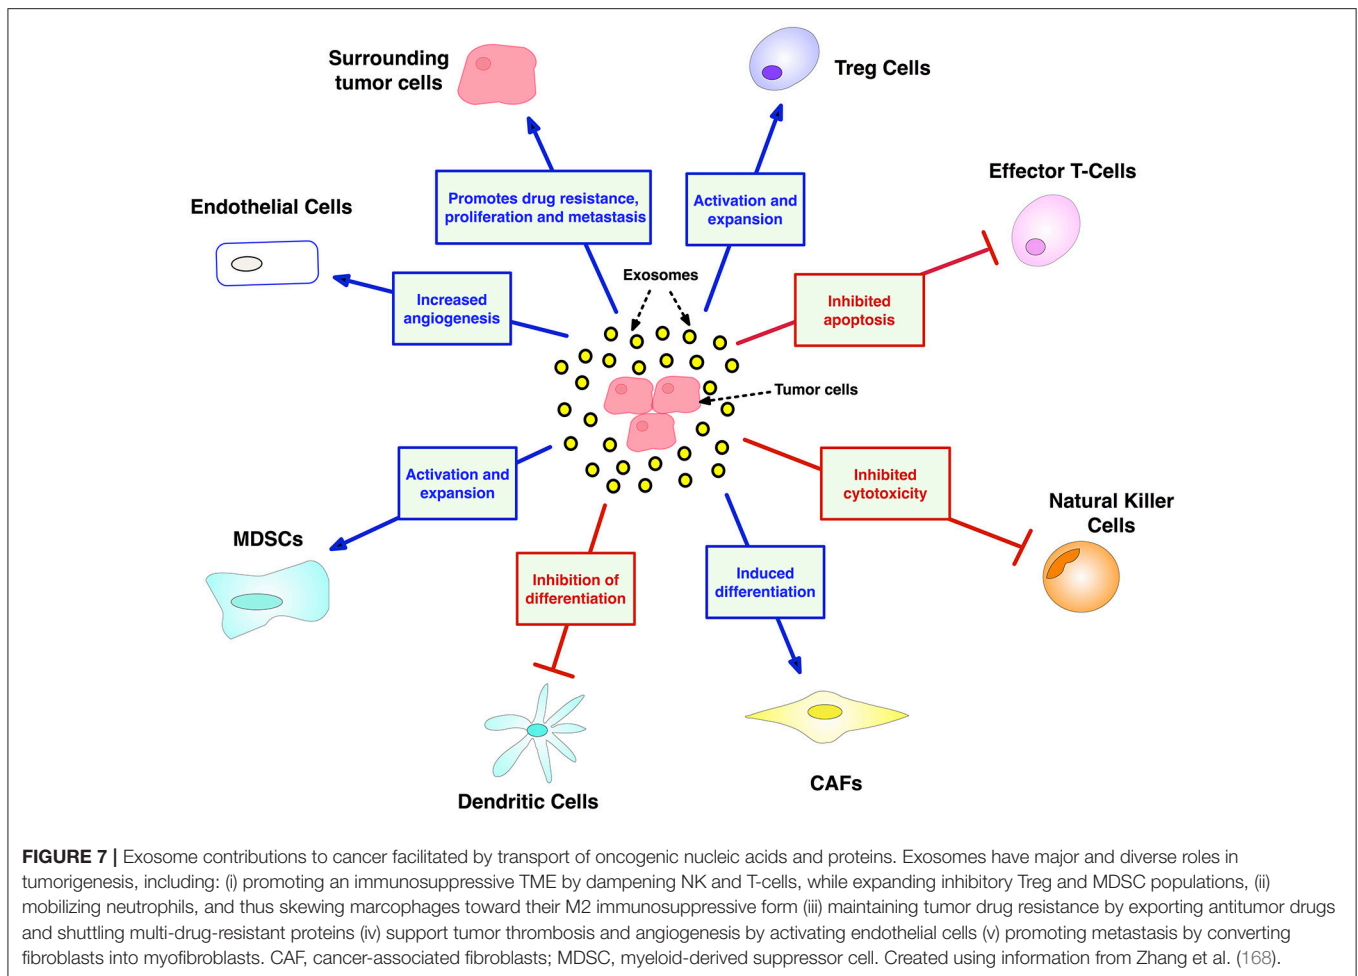 Surrounding
tumor cells
Treg Cells
Effector T-Cells
Endothelial Cells
Promotes drug resistance,
proliferation and metastasis
Activation and
expansion
Exosomes
Increased
angiogenesis
Inhibited
apoptosis
Tumor cells
Activation and
expansion
Inhibited
cytotoxicity
MDSCs
Natural Killer
Cells
Inhibition of
differentiation
Induced
differentiation
Dendritic Cells
CAFs
FIGURE 7 | Exosome contributions to cancer facilitated by transport of oncogenic nucleic acids and proteins. Exosomes have major and diverse roles in
tumorigenesis, including: (i) promoting an immunosuppressive TME by dampening NK and T-cells, while expanding inhibitory Treg and MDSC populations, (ii)
mobilizing neutrophils, and thus skewing marcophages toward their M2 immunosuppressive form (iii) maintaining tumor drug resistance by exporting antitumor drugs
and shuttling multi-drug-resistant proteins (iv) support tumor thrombosis and angiogenesis by activating endothelial cells (v) promoting metastasis by converting
fibroblasts into myofibroblasts. CAF, cancer-associated fibroblasts; MDSC, myeloid-derived suppressor cell. Created using information from Zhang et al. (168).